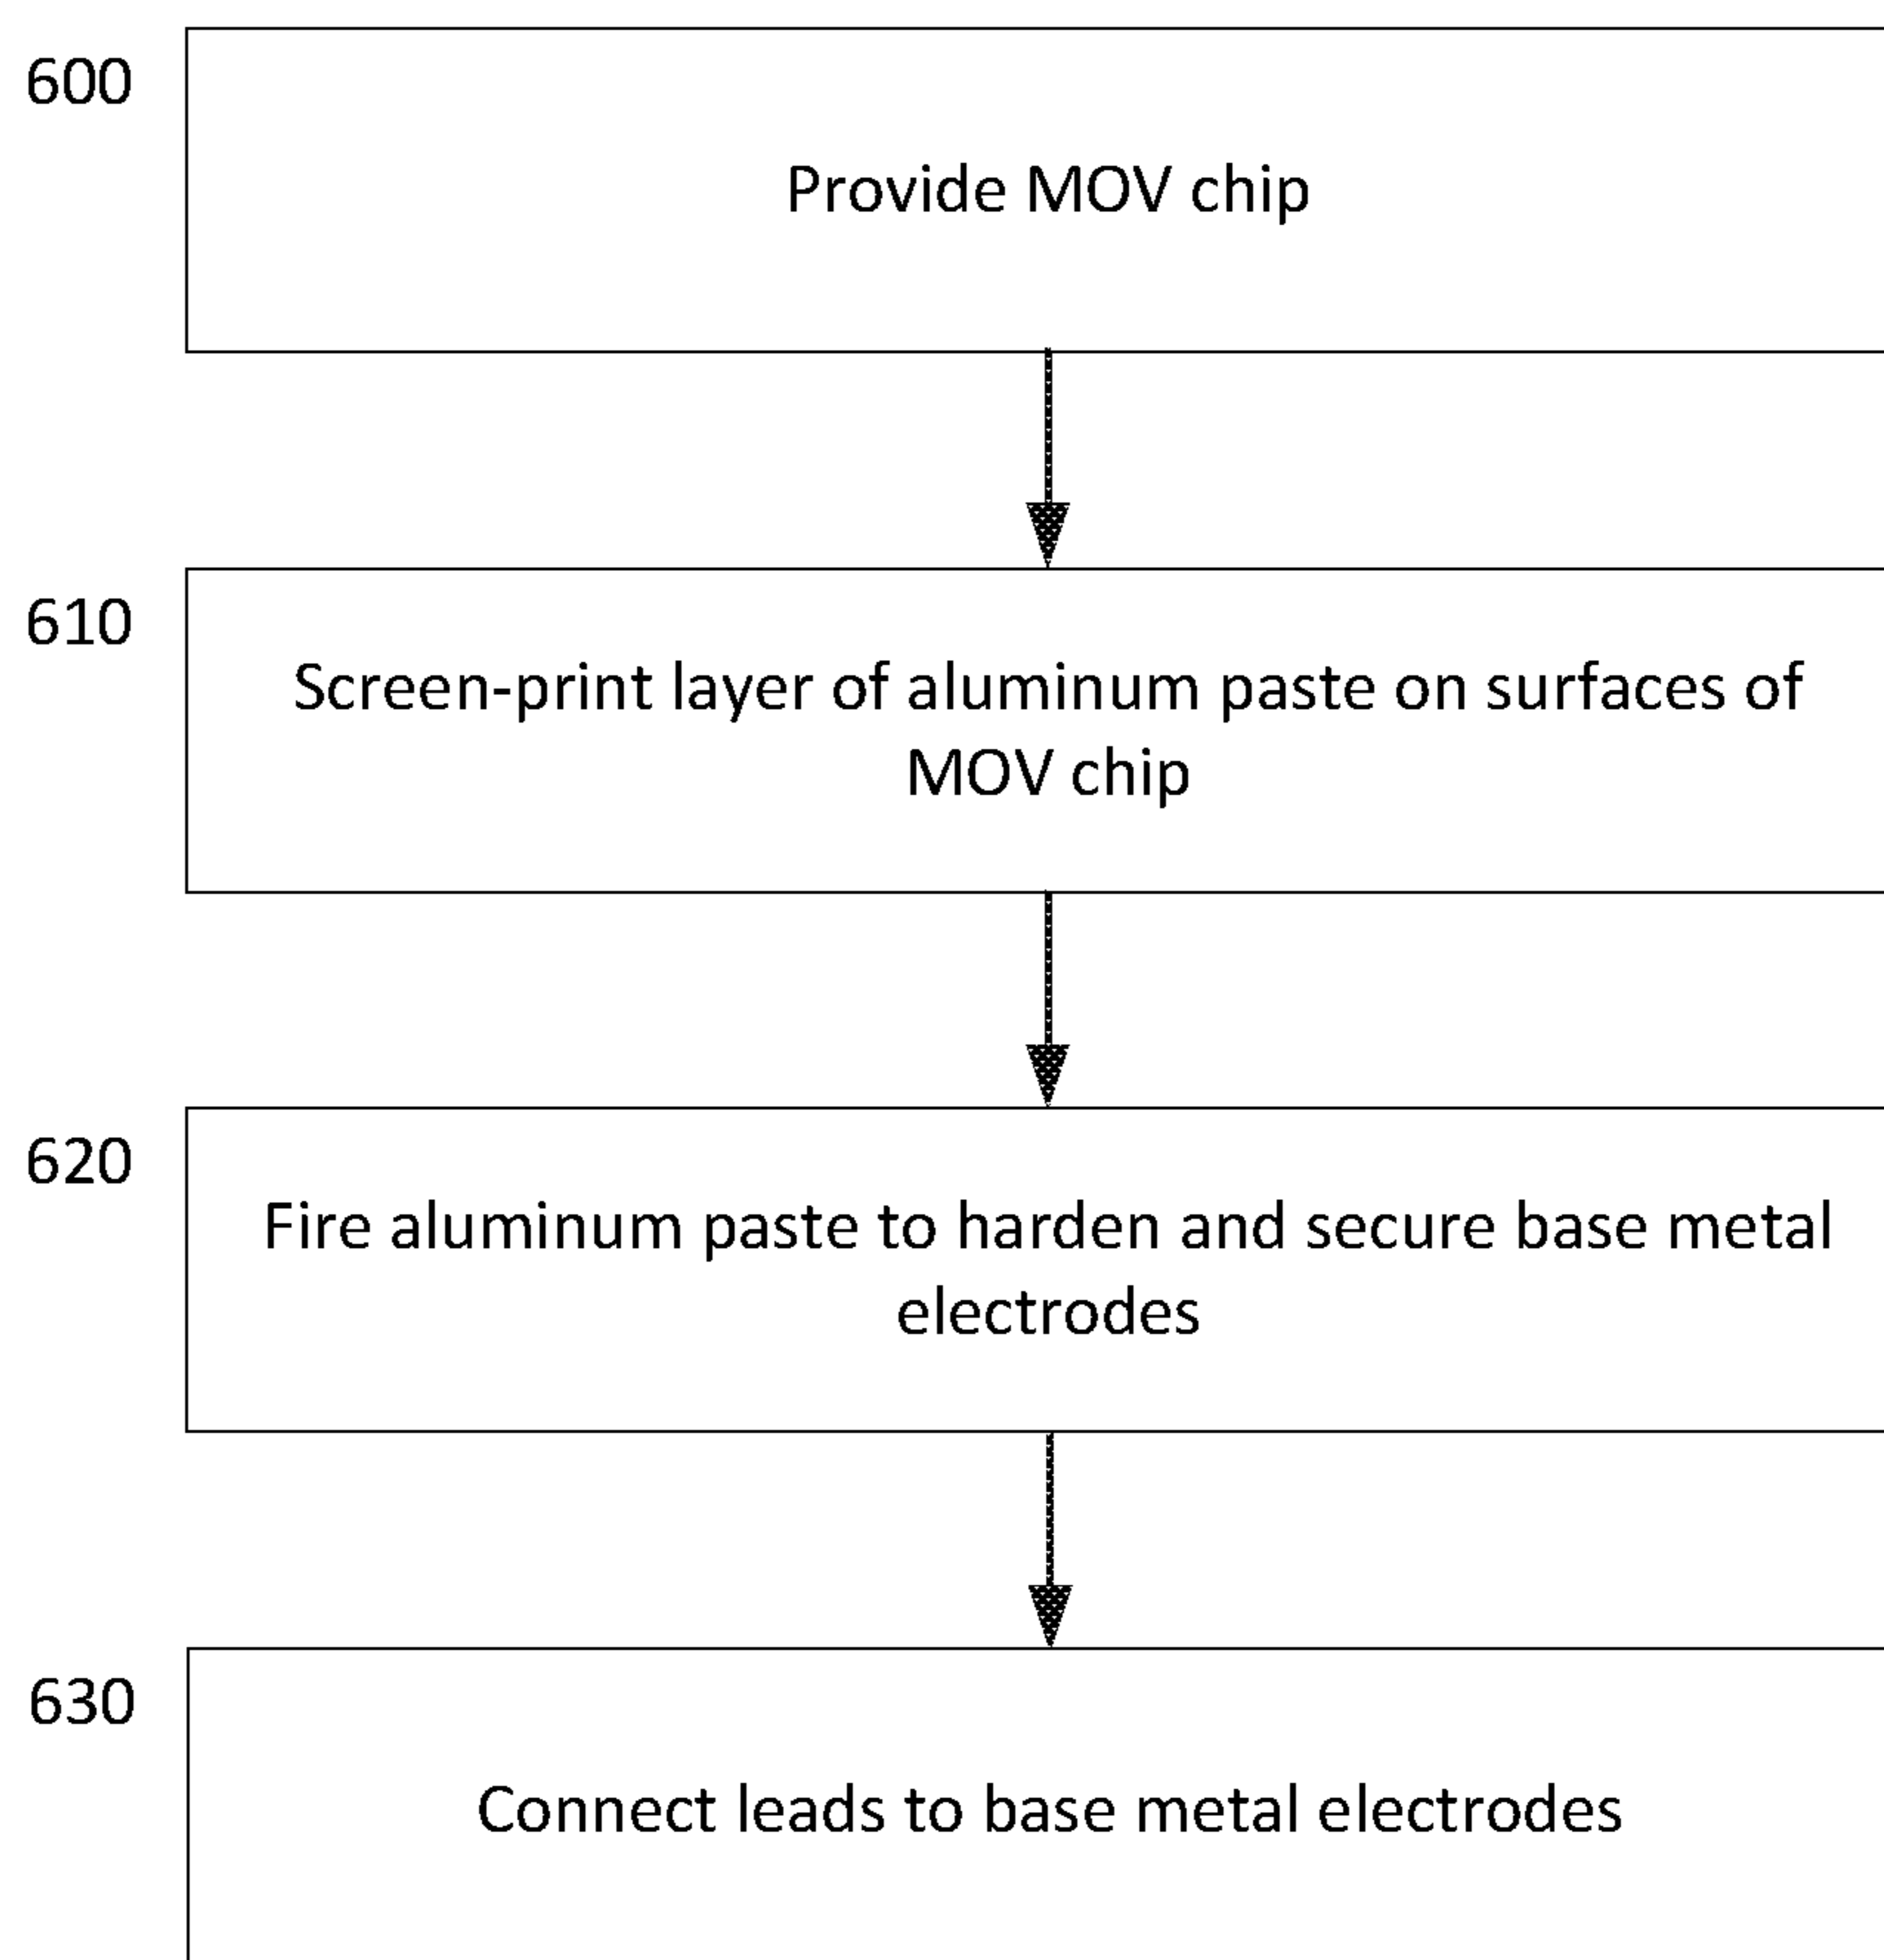 600
Provide MOV chip
610
Screen-print layer of aluminum paste on surfaces of
MOV chip
620
Fire aluminum paste to harden and secure base metal
electrodes
630
Connect leads to base metal electrodes